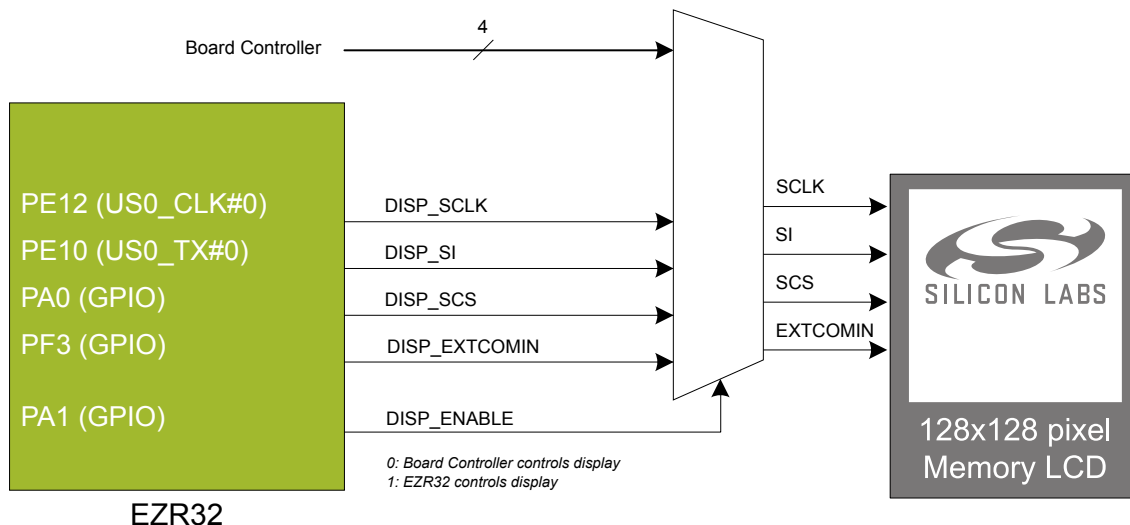 4
Board Controller
PE12 (US0_CLK#0)
PE10 (US0_TX#0)
PA0 (GPIO)
PF3 (GPIO)
PA1 (GPIO)
EZR32
DISP_SCLK
DISP_SI
DISP_SCS
DISP_EXTCOMIN
DISP_ENABLE
0: Board Controller controls display
1: EZR32 controls display
SCLK
SI
SCS
EXTCOMIN
SILICON LABS
128x128 pixel
Memory LCD